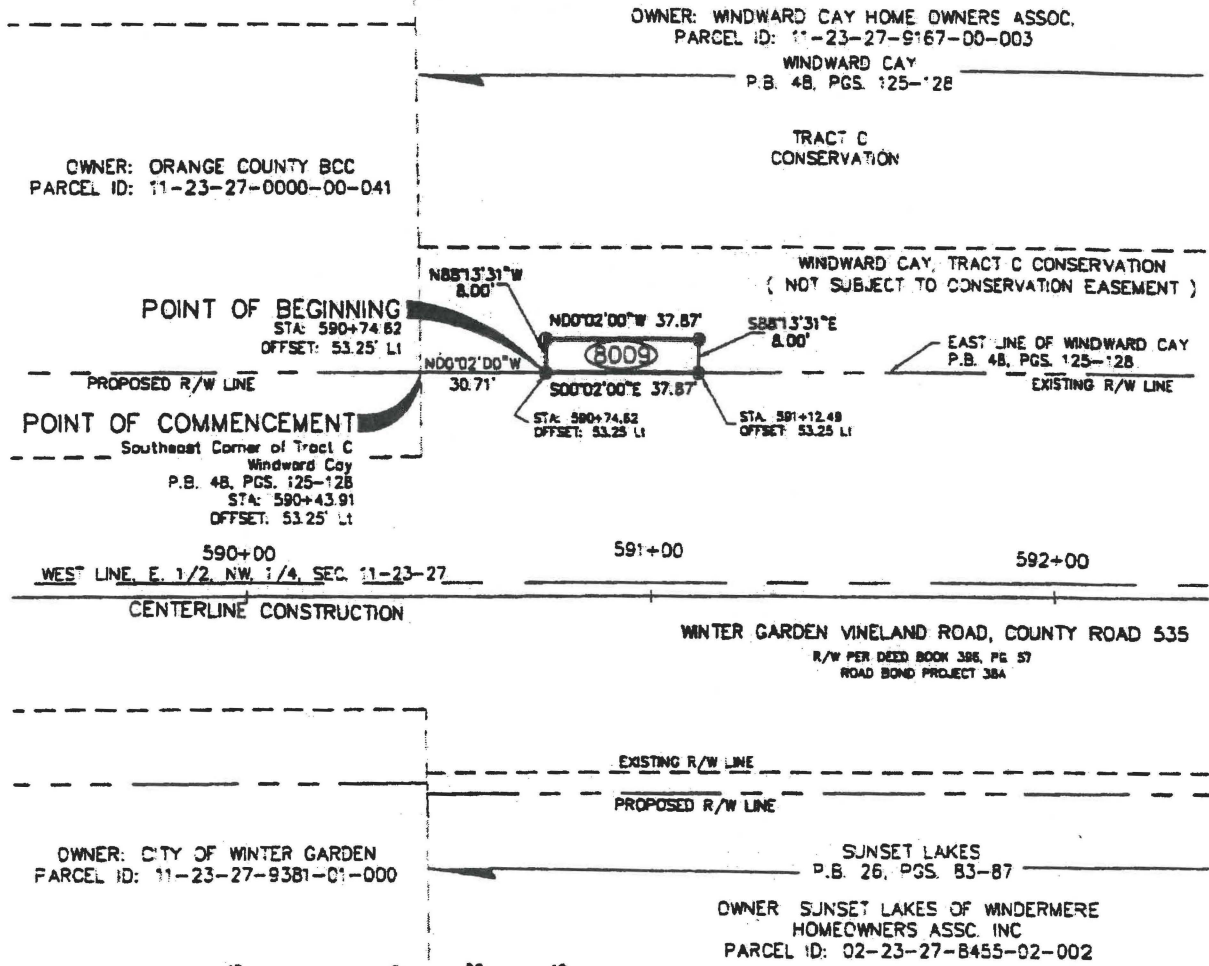 OWNER: WINDWARD CAY HOME OWNERS ASSOC.
PARCEL ID: 11-23-27-9167-00-003
WINDWARD CAY
P.B. 48, PGS. 125-128
TRACT C
CONSERVATION
OWNER: ORANGE COUNTY BCC
PARCEL ID: 11-23-27-0000-00-041
WINDWARD CAY, TRACT C CONSERVATION
( NOT SUBJECT TO CONSERVATION EASEMENT )
N88°13'31"W
8.00'
POINT OF BEGINNING
STA: 590+74.62
OFFSET: 53.25' Lt
N00°02'00"W 37.87'
S88°13'31"E
8.00'
8009
EAST LINE OF WINDWARD CAY
P.B. 48, PGS. 125-128
N00°02'00"W
30.71'
PROPOSED R/W LINE
S00°02'00"E 37.87'
EXISTING R/W LINE
POINT OF COMMENCEMENT
Southeast Corner of Tract C
Windward Cay
P.B. 48, PGS. 125-128
STA: 590+43.91
OFFSET: 53.25' Lt
STA: 590+74.62
OFFSET: 53.25 Lt
STA. 591+12.49
OFFSET: 53.25 Lt
590+00
591+00
592+00
WEST LINE, E. 1/2, NW, 1/4, SEC. 11-23-27
CENTERLINE CONSTRUCTION
WINTER GARDEN VINELAND ROAD, COUNTY ROAD 535
R/W PER DEED BOOK 396, PG 57
ROAD BOND PROJECT 38A
EXISTING R/W LINE
PROPOSED R/W LINE
OWNER: CITY OF WINTER GARDEN
PARCEL ID: 11-23-27-9381-01-000
SUNSET LAKES
P.B. 26, PGS. 83-87
OWNER SUNSET LAKES OF WINDERMERE
HOMEOWNERS ASSC. INC
PARCEL ID: 02-23-27-8455-02-002